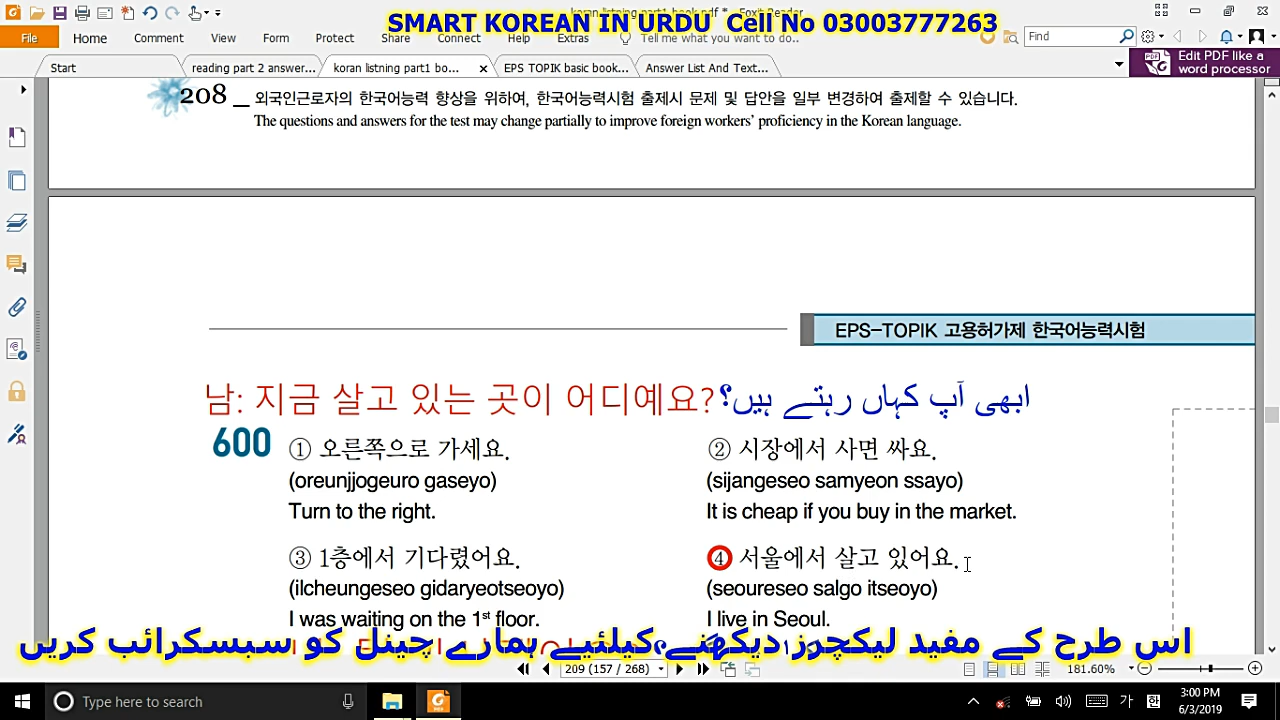 SMART KOREAN IN URDU Cell No 03003777263
File Home Comment View Form Protect Share Connect Help Extras Tell me what you want to do.. Find
Edit PDF like a word processor
Start reading part 2 answer... koran listning part1 bo... EPS TOPIK basic book... Answer List And Text...
208 _ 외국인근로자의 한국어능력 향상을 위하여, 한국어능력시험 출제시 문제 및 답안을 일부 변경하여 출제할 수 있습니다.
The questions and answers for the test may change partially to improve foreign workers' proficiency in the Korean language.
EPS-TOPIK 고용허가제 한국어능력시험
남: 지금 살고 있는 곳이 어디예요? ابھی آپ کہاں رہتے ہیں؟
600 ① 오른쪽으로 가세요. ② 시장에서 사면 싸요.
(oreunjjogeuro gaseyo) (sijangeseo samyeon ssayo)
Turn to the right. It is cheap if you buy in the market.
③ 1층에서 기다렸어요. ④ 서울에서 살고 있어요.
(ilcheungeseo gidaryeotseoyo) (seoureseo salgo itseoyo)
I was waiting on the 1st floor. I live in Seoul.
اس طرح کے مفید لیکچرز دیکھنے کیلئیے ہمارے چینل کو سبسکرائب کریں
209 (157 / 268) 181.60%
Type here to search 가 한 3:00 PM
6/3/2019